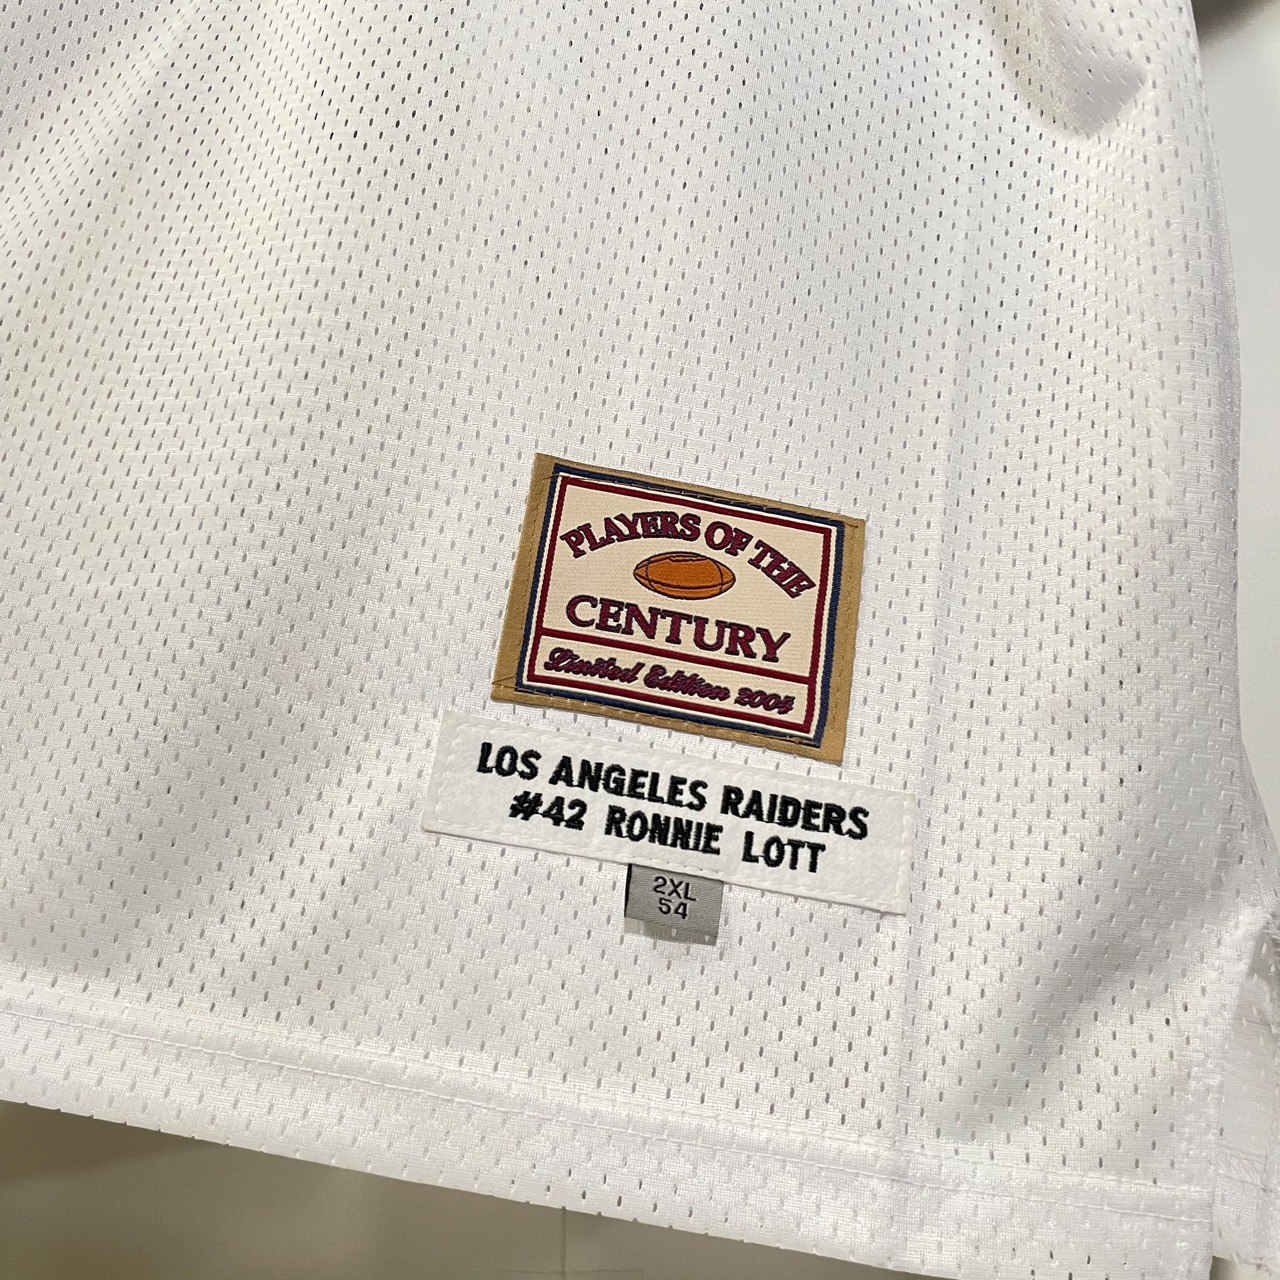 PLAYERS OF THE
CENTURY
Limited Edition 2004
LOS ANGELES RAIDERS
#42 RONNIE LOTT
2XL
54